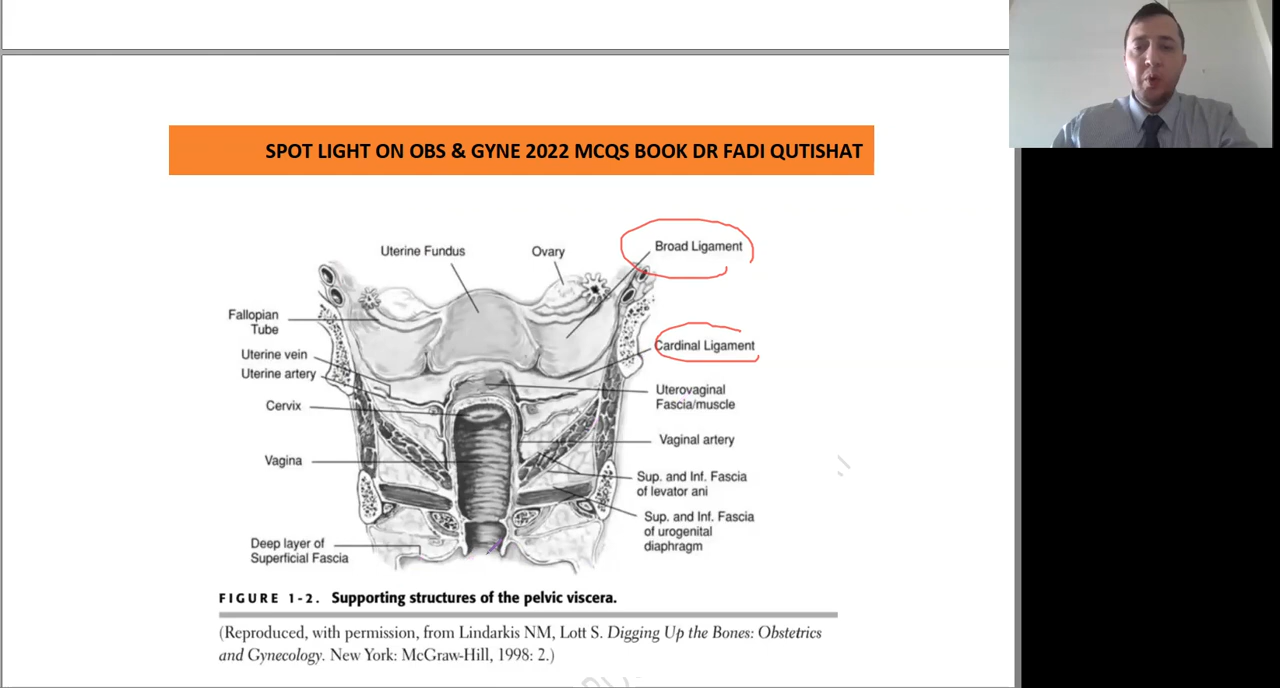 SPOT LIGHT ON OBS & GYNE 2022 MCQS BOOK DR FADI QUTISHAT
Uterine Fundus
Ovary
Broad Ligament
Fallopian
Tube
Cardinal Ligament
Uterine vein
Uterine artery
Uterovaginal
Fascia/muscle
Cervix
Vaginal artery
Vagina
Sup. and Inf. Fascia
of levator ani
Sup. and Inf. Fascia
of urogenital
diaphragm
Deep layer of
Superficial Fascia
FIGURE 1-2. Supporting structures of the pelvic viscera.
(Reproduced, with permission, from Lindarkis NM, Lott S. Digging Up the Bones: Obstetrics
and Gynecology. New York: McGraw-Hill, 1998: 2.)